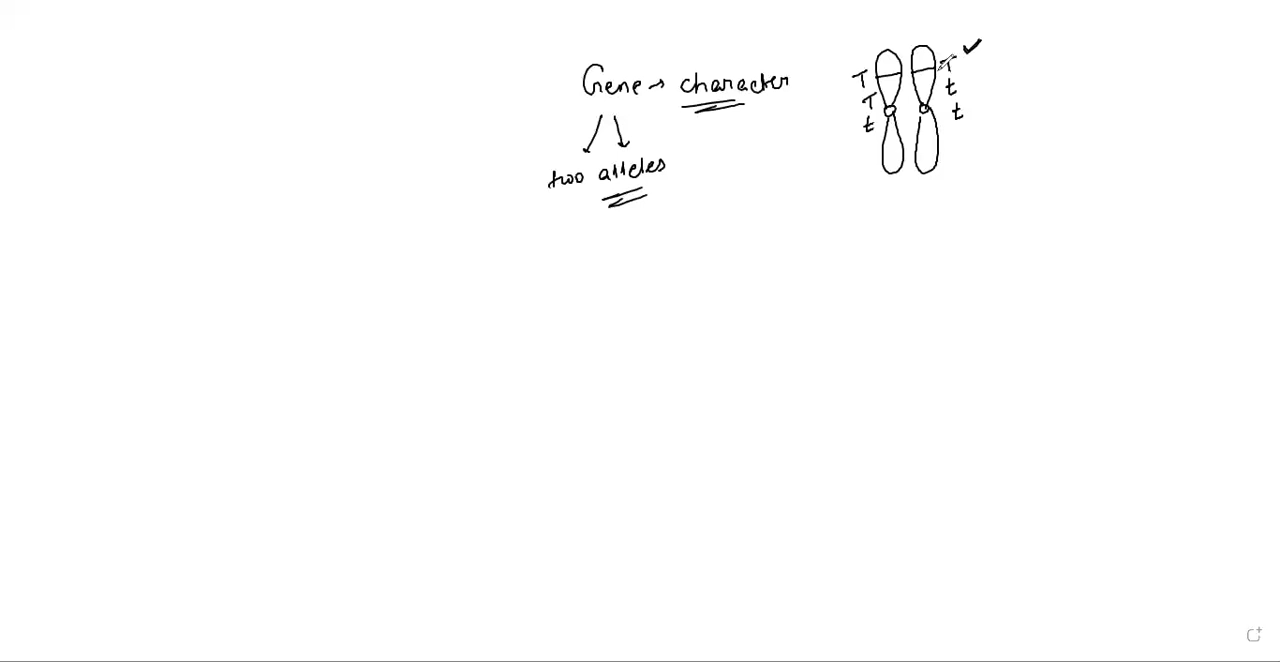 Gene → character
two alleles
T T
T t
t t